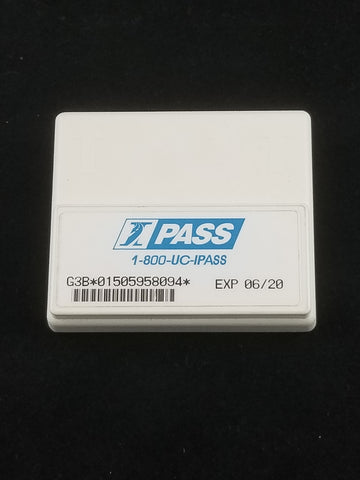 I PASS
1-800-UC-IPASS
G3B*01505958094* EXP 06/20